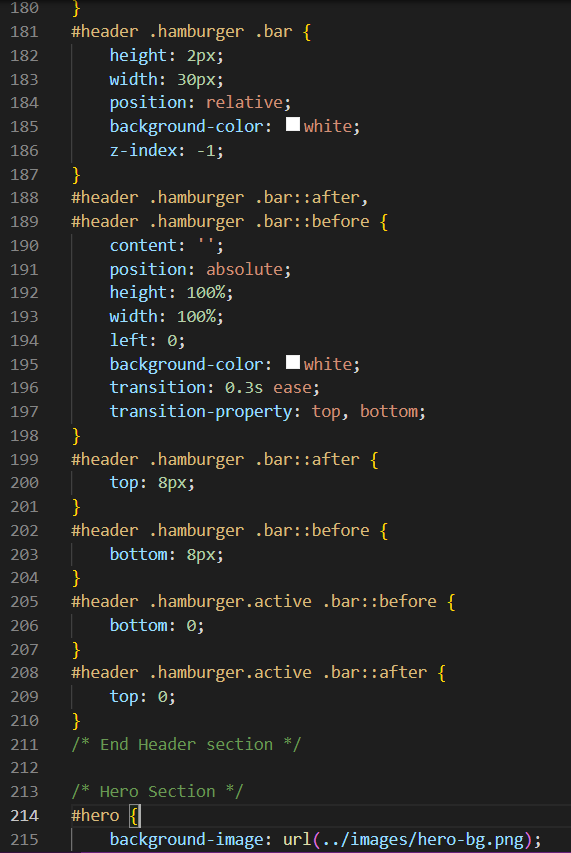 180 }
181 #header .hamburger .bar {
182     height: 2px;
183     width: 30px;
184     position: relative;
185     background-color: white;
186     z-index: -1;
187 }
188 #header .hamburger .bar::after,
189 #header .hamburger .bar::before {
190     content: '';
191     position: absolute;
192     height: 100%;
193     width: 100%;
194     left: 0;
195     background-color: white;
196     transition: 0.3s ease;
197     transition-property: top, bottom;
198 }
199 #header .hamburger .bar::after {
200     top: 8px;
201 }
202 #header .hamburger .bar::before {
203     bottom: 8px;
204 }
205 #header .hamburger.active .bar::before {
206     bottom: 0;
207 }
208 #header .hamburger.active .bar::after {
209     top: 0;
210 }
211 /* End Header section */
212
213 /* Hero Section */
214 #hero {
215     background-image: url(../images/hero-bg.png);